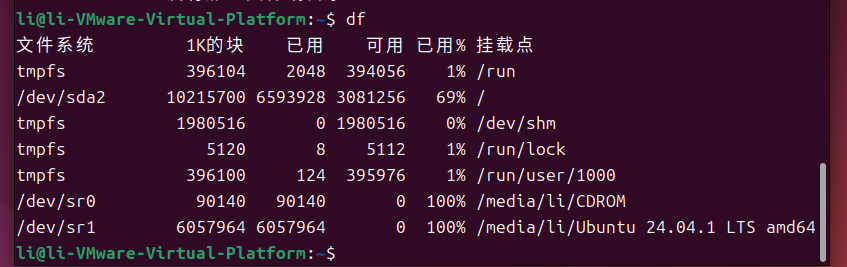 li@li-VMware-Virtual-Platform:~$ df
文件系统 1K的块 已用 可用 已用% 挂载点
tmpfs 396104 2048 394056 1% /run
/dev/sda2 10215700 6593928 3081256 69% /
tmpfs 1980516 0 1980516 0% /dev/shm
tmpfs 5120 8 5112 1% /run/lock
tmpfs 396100 124 395976 1% /run/user/1000
/dev/sr0 90140 90140 0 100% /media/li/CDROM
/dev/sr1 6057964 6057964 0 100% /media/li/Ubuntu 24.04.1 LTS amd64
li@li-VMware-Virtual-Platform:~$